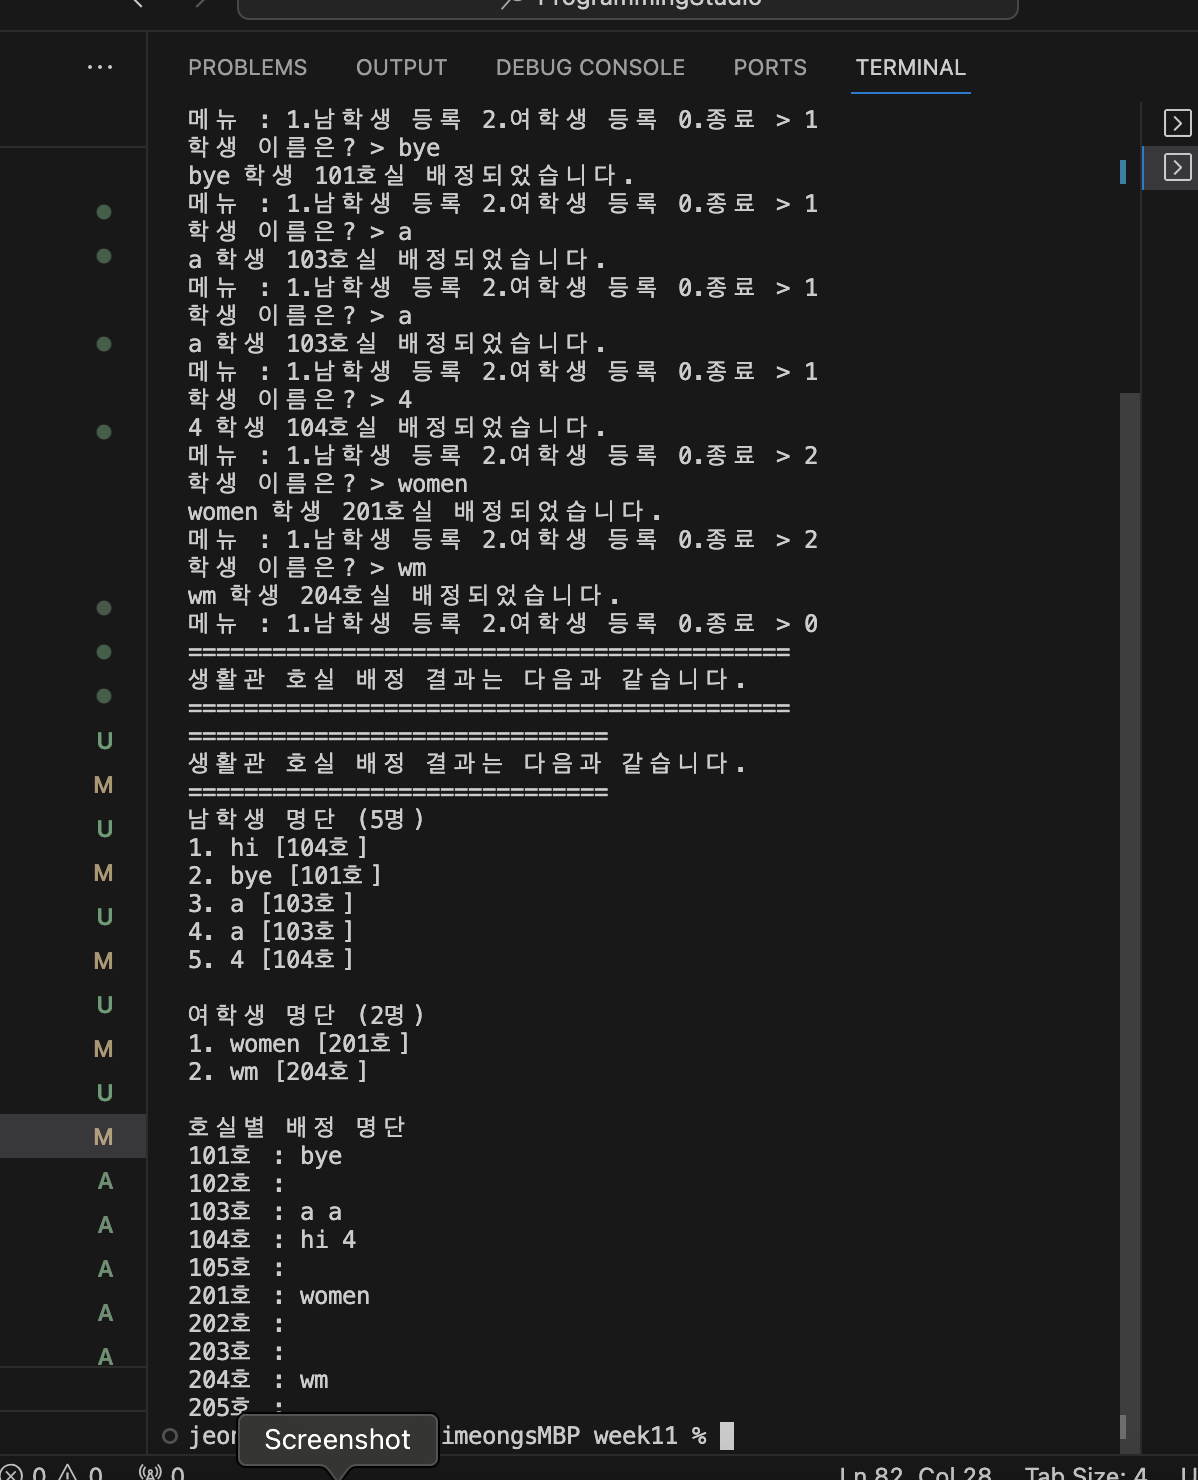 ProgrammingStudio
PROBLEMS OUTPUT DEBUG CONSOLE PORTS TERMINAL
메뉴 : 1.남학생 등록 2.여학생 등록 0.종료 > 1
학생 이름은? > bye
bye 학생 101호실 배정되었습니다.
메뉴 : 1.남학생 등록 2.여학생 등록 0.종료 > 1
학생 이름은? > a
a 학생 103호실 배정되었습니다.
메뉴 : 1.남학생 등록 2.여학생 등록 0.종료 > 1
학생 이름은? > a
a 학생 103호실 배정되었습니다.
메뉴 : 1.남학생 등록 2.여학생 등록 0.종료 > 1
학생 이름은? > 4
4 학생 104호실 배정되었습니다.
메뉴 : 1.남학생 등록 2.여학생 등록 0.종료 > 2
학생 이름은? > women
women 학생 201호실 배정되었습니다.
메뉴 : 1.남학생 등록 2.여학생 등록 0.종료 > 2
학생 이름은? > wm
wm 학생 204호실 배정되었습니다.
메뉴 : 1.남학생 등록 2.여학생 등록 0.종료 > 0
===========================================
생활관 호실 배정 결과는 다음과 같습니다.
===========================================
==============================
생활관 호실 배정 결과는 다음과 같습니다.
==============================
남학생 명단 (5명)
1. hi [104호]
2. bye [101호]
3. a [103호]
4. a [103호]
5. 4 [104호]
여학생 명단 (2명)
1. women [201호]
2. wm [204호]
호실별 배정 명단
101호 : bye
102호 :
103호 : a a
104호 : hi 4
105호 :
201호 : women
202호 :
203호 :
204호 : wm
205호 :
imeongsMBP week11 %
Screenshot
U
M
U
M
U
M
U
M
U
M
A
A
A
A
A
0 0 0 Ln 82, Col 28 Tab Size: 4